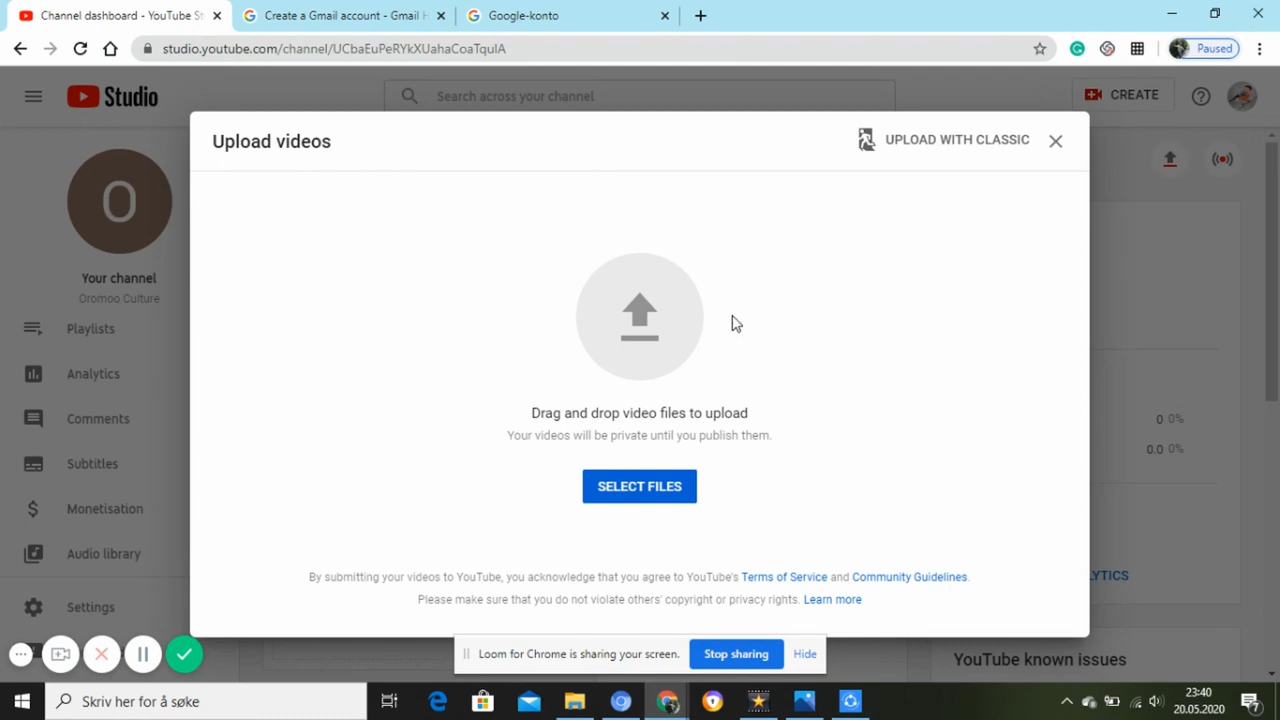 Channel dashboard - YouTube St
Create a Gmail account - Gmail H
Google-konto
studio.youtube.com/channel/UCbaEuPeRYkXUahaCoaTqulA
Paused
Studio
Search across your channel
CREATE
Upload videos
UPLOAD WITH CLASSIC
O
Your channel
Oromoo Culture
Playlists
Analytics
Comments
Subtitles
Monetisation
Audio library
Settings
Drag and drop video files to upload
Your videos will be private until you publish them.
SELECT FILES
By submitting your videos to YouTube, you acknowledge that you agree to YouTube's Terms of Service and Community Guidelines.
Please make sure that you do not violate others' copyright or privacy rights. Learn more
0 0%
0.0 0%
LYTICS
YouTube known issues
Loom for Chrome is sharing your screen.
Stop sharing
Hide
Skriv her for å søke
23:40
20.05.2020
7